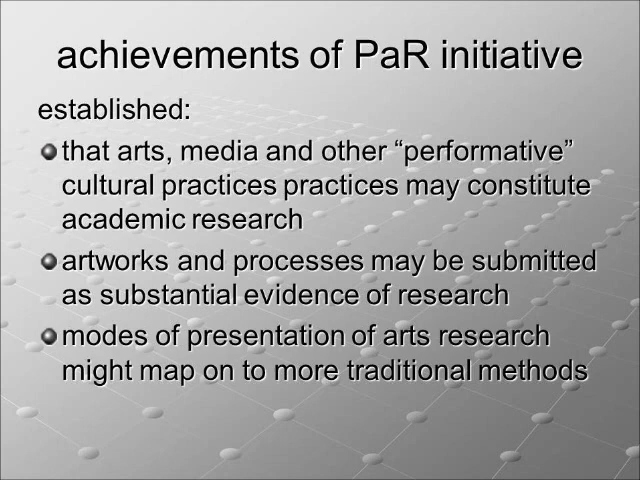 achievements of PaR initiative
established:
that arts, media and other “performative”
cultural practices practices may constitute
academic research
artworks and processes may be submitted
as substantial evidence of research
modes of presentation of arts research
might map on to more traditional methods